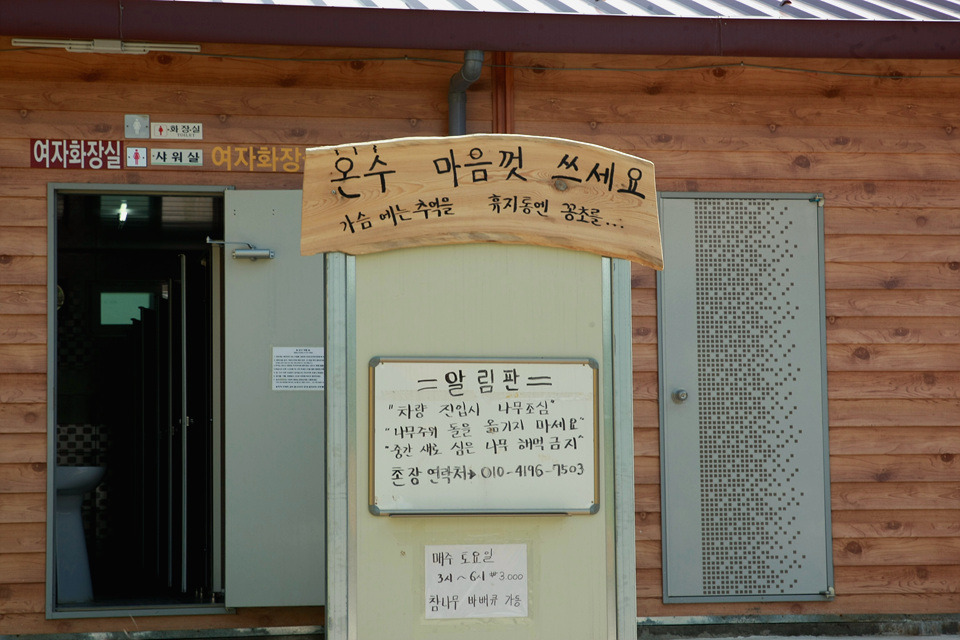 화장실
TOILET
여자화장실
샤워실
여자화장
온수 마음껏 쓰세요
가슴에는 추억을 휴지통엔 꽁초를...
=알림판=
"차량 진입시 나무조심"
"나무주위 돌을 옮기지 마세요"
"중간 새로 심은 나무 해먹금지"
촌장 연락처→ 010-4196-7503
매주 토요일
3시~6시 ₩3.000
참나무 바베큐 가동